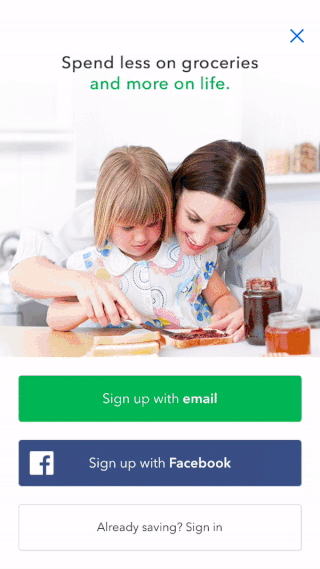 Spend less on groceries
and more on life.
Sign up with email
Sign up with Facebook
Already saving? Sign in